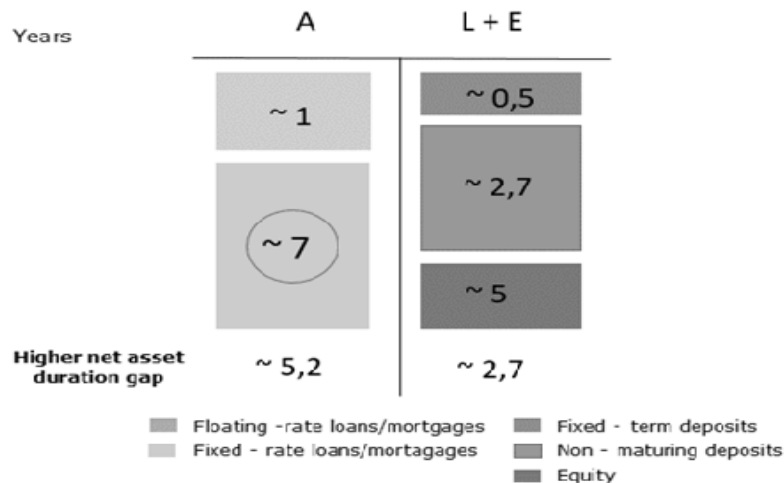 Years
A
L + E
~ 1
~ 0,5
~ 2,7
~ 7
~ 5
Higher net asset
duration gap
~ 5,2
~ 2,7
Floating -rate loans/mortgages
Fixed - rate loans/mortagages
Fixed - term deposits
Non - maturing deposits
Equity